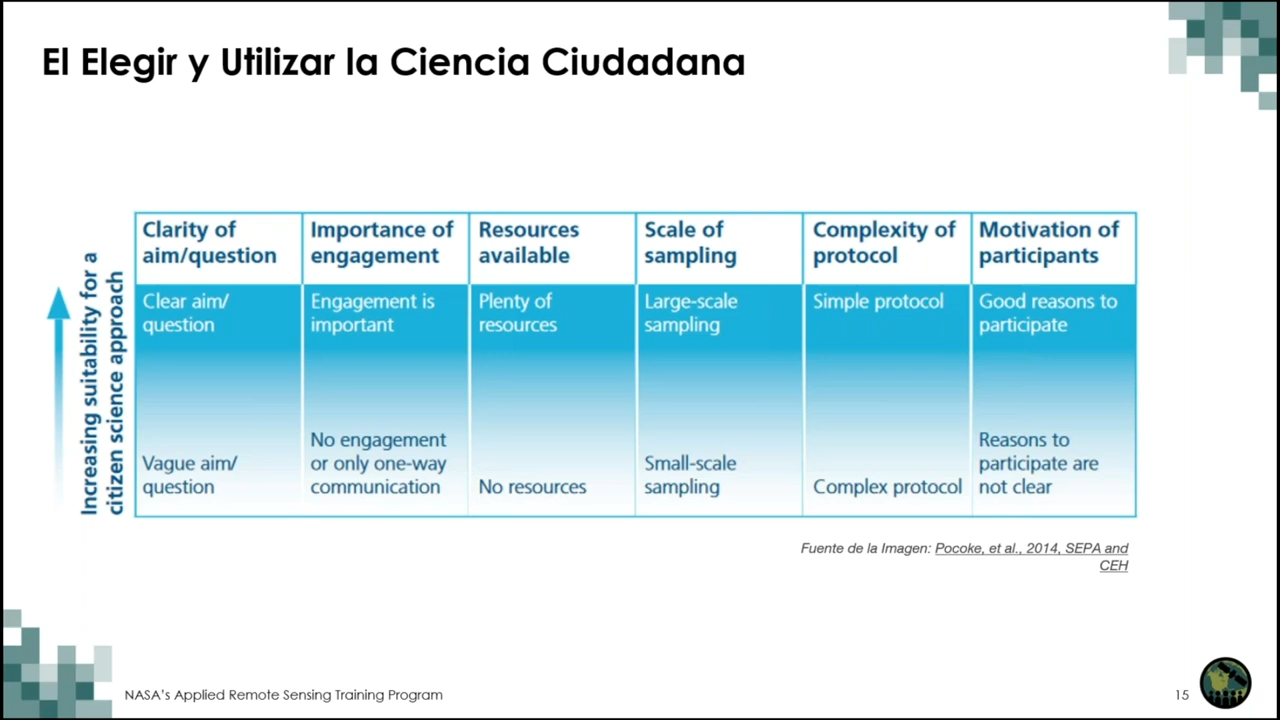 El Elegir y Utilizar la Ciencia Ciudadana
Increasing suitability for a
citizen science approach
Clarity of
aim/question
Importance of
engagement
Resources
available
Scale of
sampling
Complexity of
protocol
Motivation of
participants
Clear aim/
question
Engagement is
important
Plenty of
resources
Large-scale
sampling
Simple protocol
Good reasons to
participate
Vague aim/
question
No engagement
or only one-way
communication
No resources
Small-scale
sampling
Complex protocol
Reasons to
participate are
not clear
Fuente de la Imagen: Pocoke, et al., 2014, SEPA and
CEH
NASA's Applied Remote Sensing Training Program
15